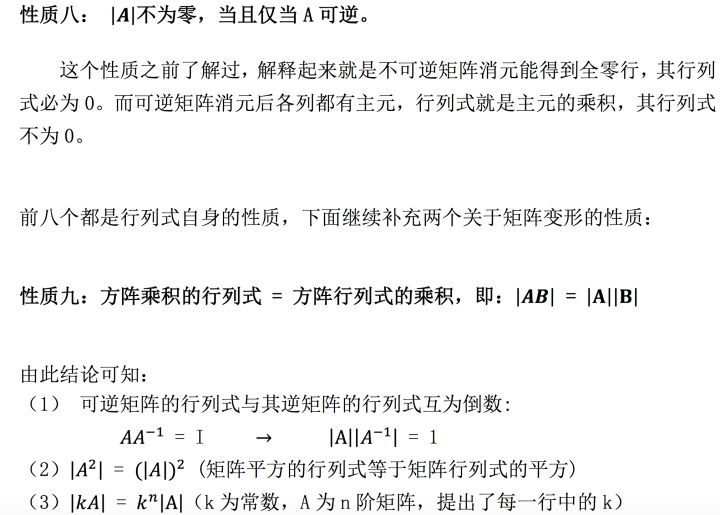 性质八： |A|不为零，当且仅当 A 可逆。
这个性质之前了解过，解释起来就是不可逆矩阵消元能得到全零行，其行列
式必为 0。而可逆矩阵消元后各列都有主元，行列式就是主元的乘积，其行列式
不为 0。
前八个都是行列式自身的性质，下面继续补充两个关于矩阵变形的性质：
性质九：方阵乘积的行列式 = 方阵行列式的乘积，即：|AB| = |A||B|
由此结论可知：
（1） 可逆矩阵的行列式与其逆矩阵的行列式互为倒数：
AA⁻¹ = I → |A||A⁻¹| = 1
（2）|A²| = (|A|)² (矩阵平方的行列式等于矩阵行列式的平方)
（3）|kA| = kⁿ|A|（k 为常数，A 为 n 阶矩阵，提出了每一行中的 k）